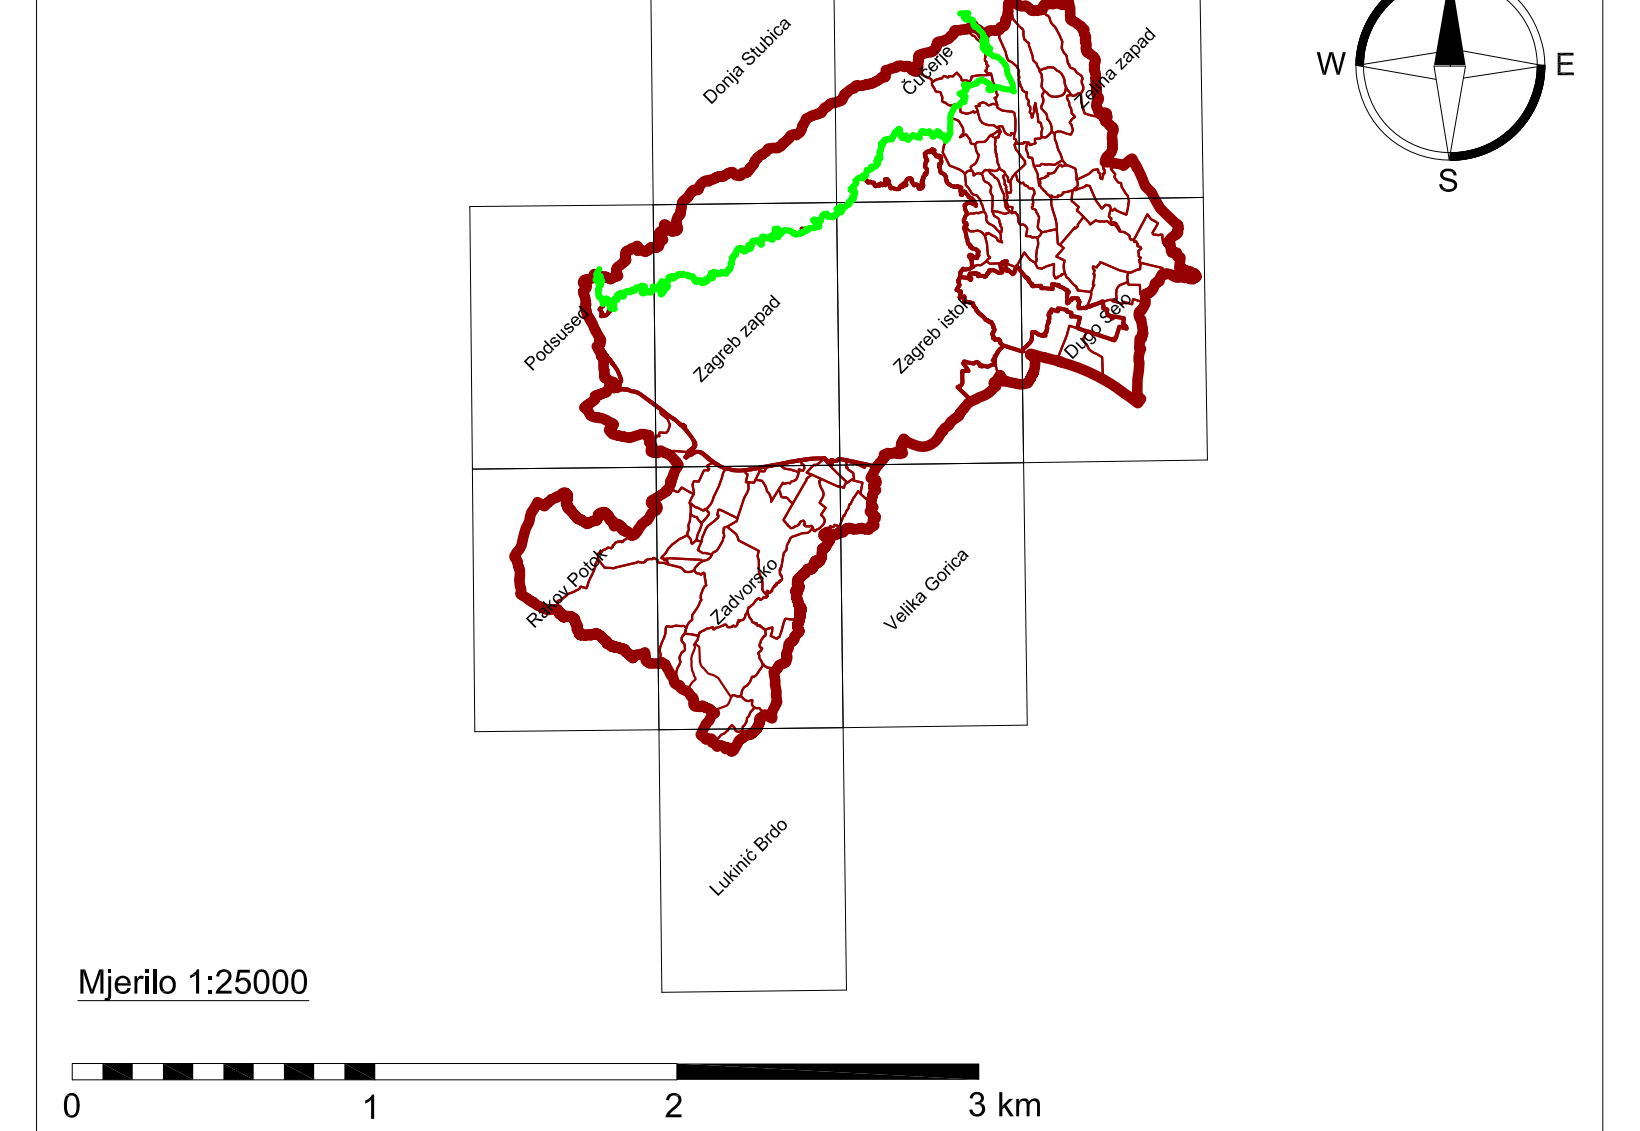 Donja Stubica
Čučerje
Zelina zapad
W
E
S
Podsused
Zagreb zapad
Zagreb istok
Dugo Selo
Rakov Potok
Zadvorsko
Velika Gorica
Lukinić Brdo
Mjerilo 1:25000
0 1 2 3 km